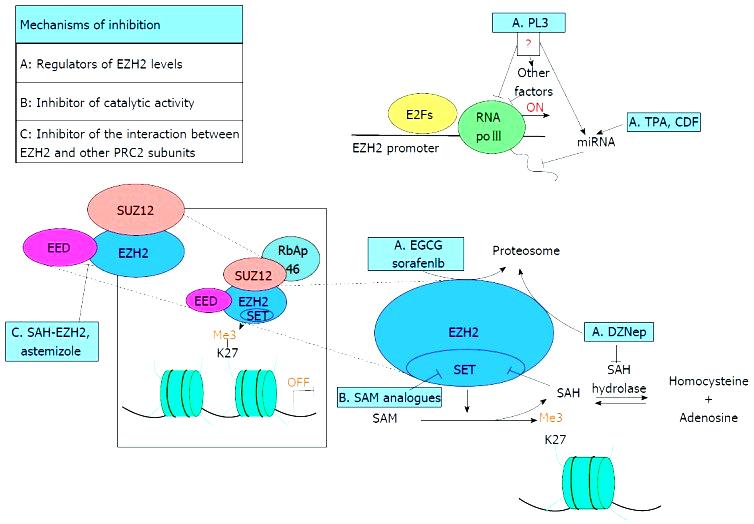 Mechanisms of inhibition
A: Regulators of EZH2 levels
B: Inhibitor of catalytic activity
C: Inhibitor of the interaction between
EZH2 and other PRC2 subunits
A. PL3
?
Other
factors
ON
E2Fs
RNA
po III
EZH2 promoter
miRNA
A. TPA, CDF
SUZ12
EED
EZH2
RbAp
46
SUZ12
EED
EZH2
SET
Me3
K27
OFF
C. SAH-EZH2,
astemizole
A. EGCG
sorafenIb
Proteosome
EZH2
SET
A. DZNep
SAH
hydrolase
B. SAM analogues
SAM
SAH
Me3
K27
Homocysteine
+
Adenosine